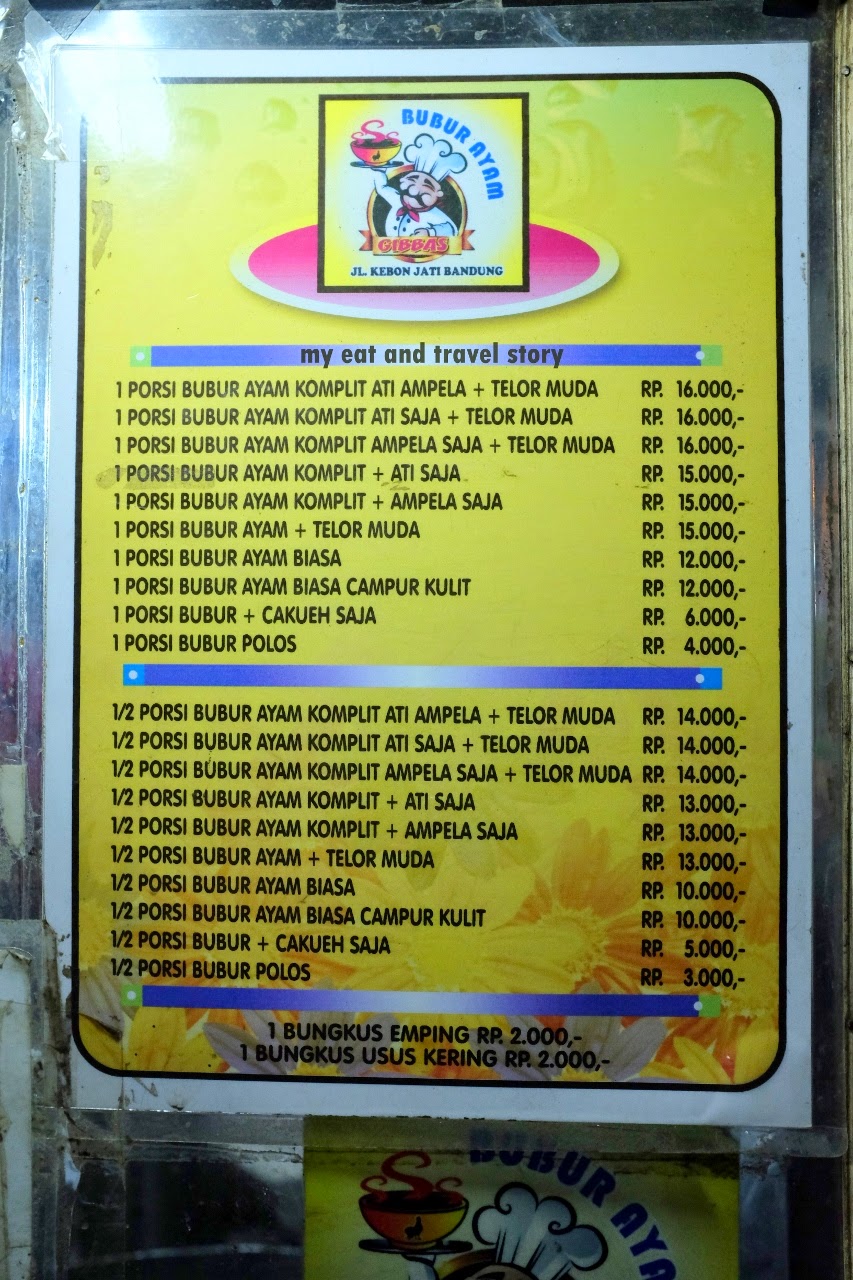 BUBUR AYAM
GIBBAS
JL. KEBON JATI BANDUNG
my eat and travel story
1 PORSI BUBUR AYAM KOMPLIT ATI AMPELA + TELOR MUDA RP. 16.000,-
1 PORSI BUBUR AYAM KOMPLIT ATI SAJA + TELOR MUDA RP. 16.000,-
1 PORSI BUBUR AYAM KOMPLIT AMPELA SAJA + TELOR MUDA RP. 16.000,-
1 PORSI BUBUR AYAM KOMPLIT + ATI SAJA RP. 15.000,-
1 PORSI BUBUR AYAM KOMPLIT + AMPELA SAJA RP. 15.000,-
1 PORSI BUBUR AYAM + TELOR MUDA RP. 15.000,-
1 PORSI BUBUR AYAM BIASA RP. 12.000,-
1 PORSI BUBUR AYAM BIASA CAMPUR KULIT RP. 12.000,-
1 PORSI BUBUR + CAKUEH SAJA RP. 6.000,-
1 PORSI BUBUR POLOS RP. 4.000,-
1/2 PORSI BUBUR AYAM KOMPLIT ATI AMPELA + TELOR MUDA RP. 14.000,-
1/2 PORSI BUBUR AYAM KOMPLIT ATI SAJA + TELOR MUDA RP. 14.000,-
1/2 PORSI BUBUR AYAM KOMPLIT AMPELA SAJA + TELOR MUDA RP. 14.000,-
1/2 PORSI BUBUR AYAM KOMPLIT + ATI SAJA RP. 13.000,-
1/2 PORSI BUBUR AYAM KOMPLIT + AMPELA SAJA RP. 13.000,-
1/2 PORSI BUBUR AYAM + TELOR MUDA RP. 13.000,-
1/2 PORSI BUBUR AYAM BIASA RP. 10.000,-
1/2 PORSI BUBUR AYAM BIASA CAMPUR KULIT RP. 10.000,-
1/2 PORSI BUBUR + CAKUEH SAJA RP. 5.000,-
1/2 PORSI BUBUR POLOS RP. 3.000,-
1 BUNGKUS EMPING RP. 2.000,-
1 BUNGKUS USUS KERING RP. 2.000,-
BUBUR AYA